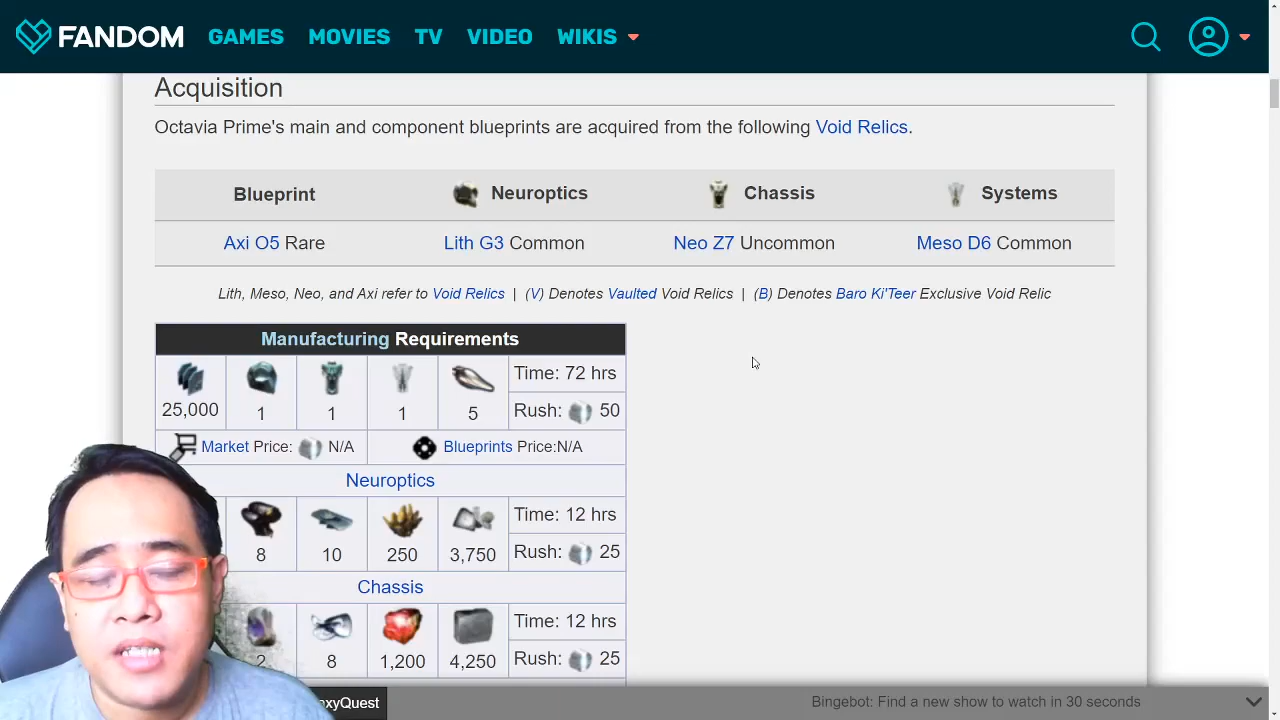 FANDOM GAMES MOVIES TV VIDEO WIKIS
Acquisition
Octavia Prime's main and component blueprints are acquired from the following Void Relics.
Blueprint Neuroptics Chassis Systems
Axi O5 Rare Lith G3 Common Neo Z7 Uncommon Meso D6 Common
Lith, Meso, Neo, and Axi refer to Void Relics | (V) Denotes Vaulted Void Relics | (B) Denotes Baro Ki'Teer Exclusive Void Relic
Manufacturing Requirements
25,000 1 1 1 5 Time: 72 hrs
Rush: 50
Market Price: N/A Blueprints Price:N/A
Neuroptics
8 10 250 3,750 Time: 12 hrs
Rush: 25
Chassis
2 8 1,200 4,250 Time: 12 hrs
Rush: 25
Bingebot: Find a new show to watch in 30 seconds